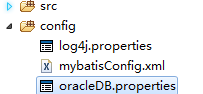 src
config
log4j.properties
mybatisConfig.xml
oracleDB.properties